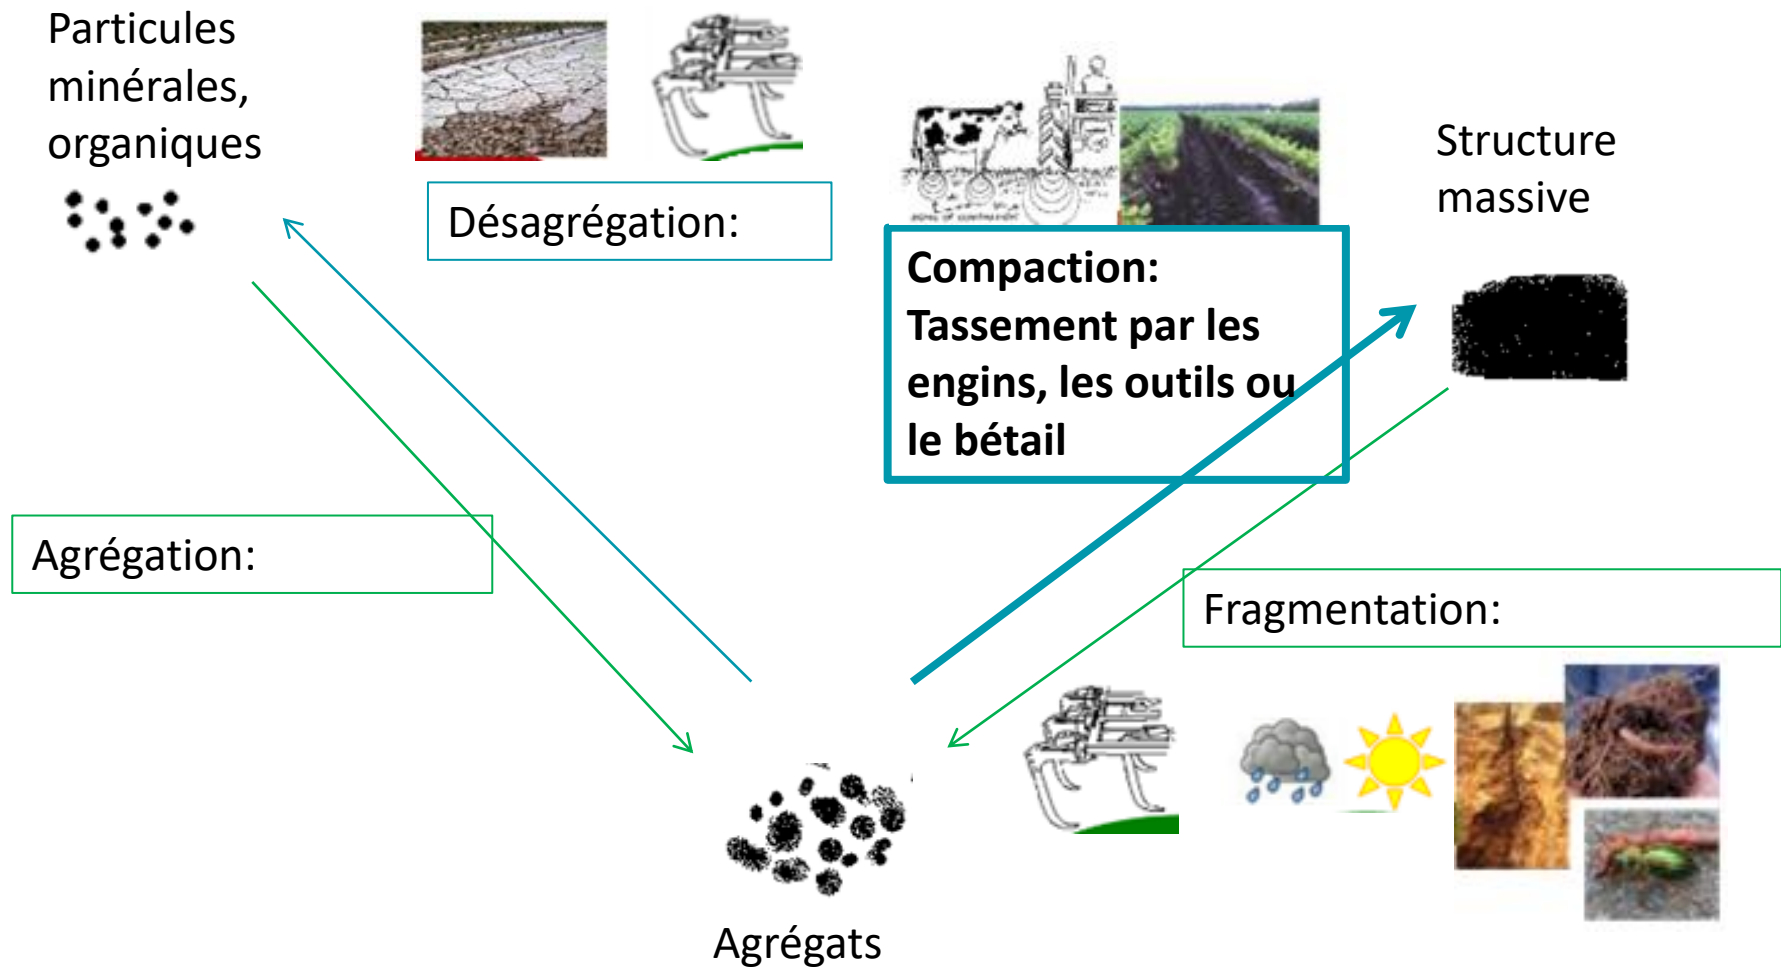 Particules
minérales,
organiques
Désagrégation:
Structure
massive
Compaction:
Tassement par les
engins, les outils ou
le bétail
Agrégation:
Fragmentation:
Agrégats